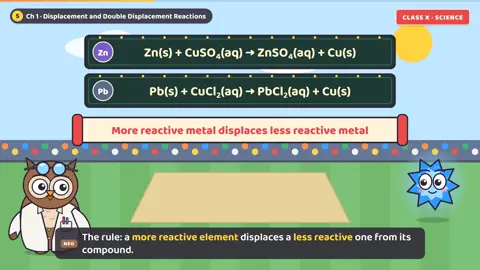 5 Ch 1 · Displacement and Double Displacement Reactions
CLASS X · SCIENCE
Zn Zn(s) + CuSO₄(aq) → ZnSO₄(aq) + Cu(s)
Pb Pb(s) + CuCl₂(aq) → PbCl₂(aq) + Cu(s)
More reactive metal displaces less reactive metal
NEO The rule: a more reactive element displaces a less reactive one from its
compound.